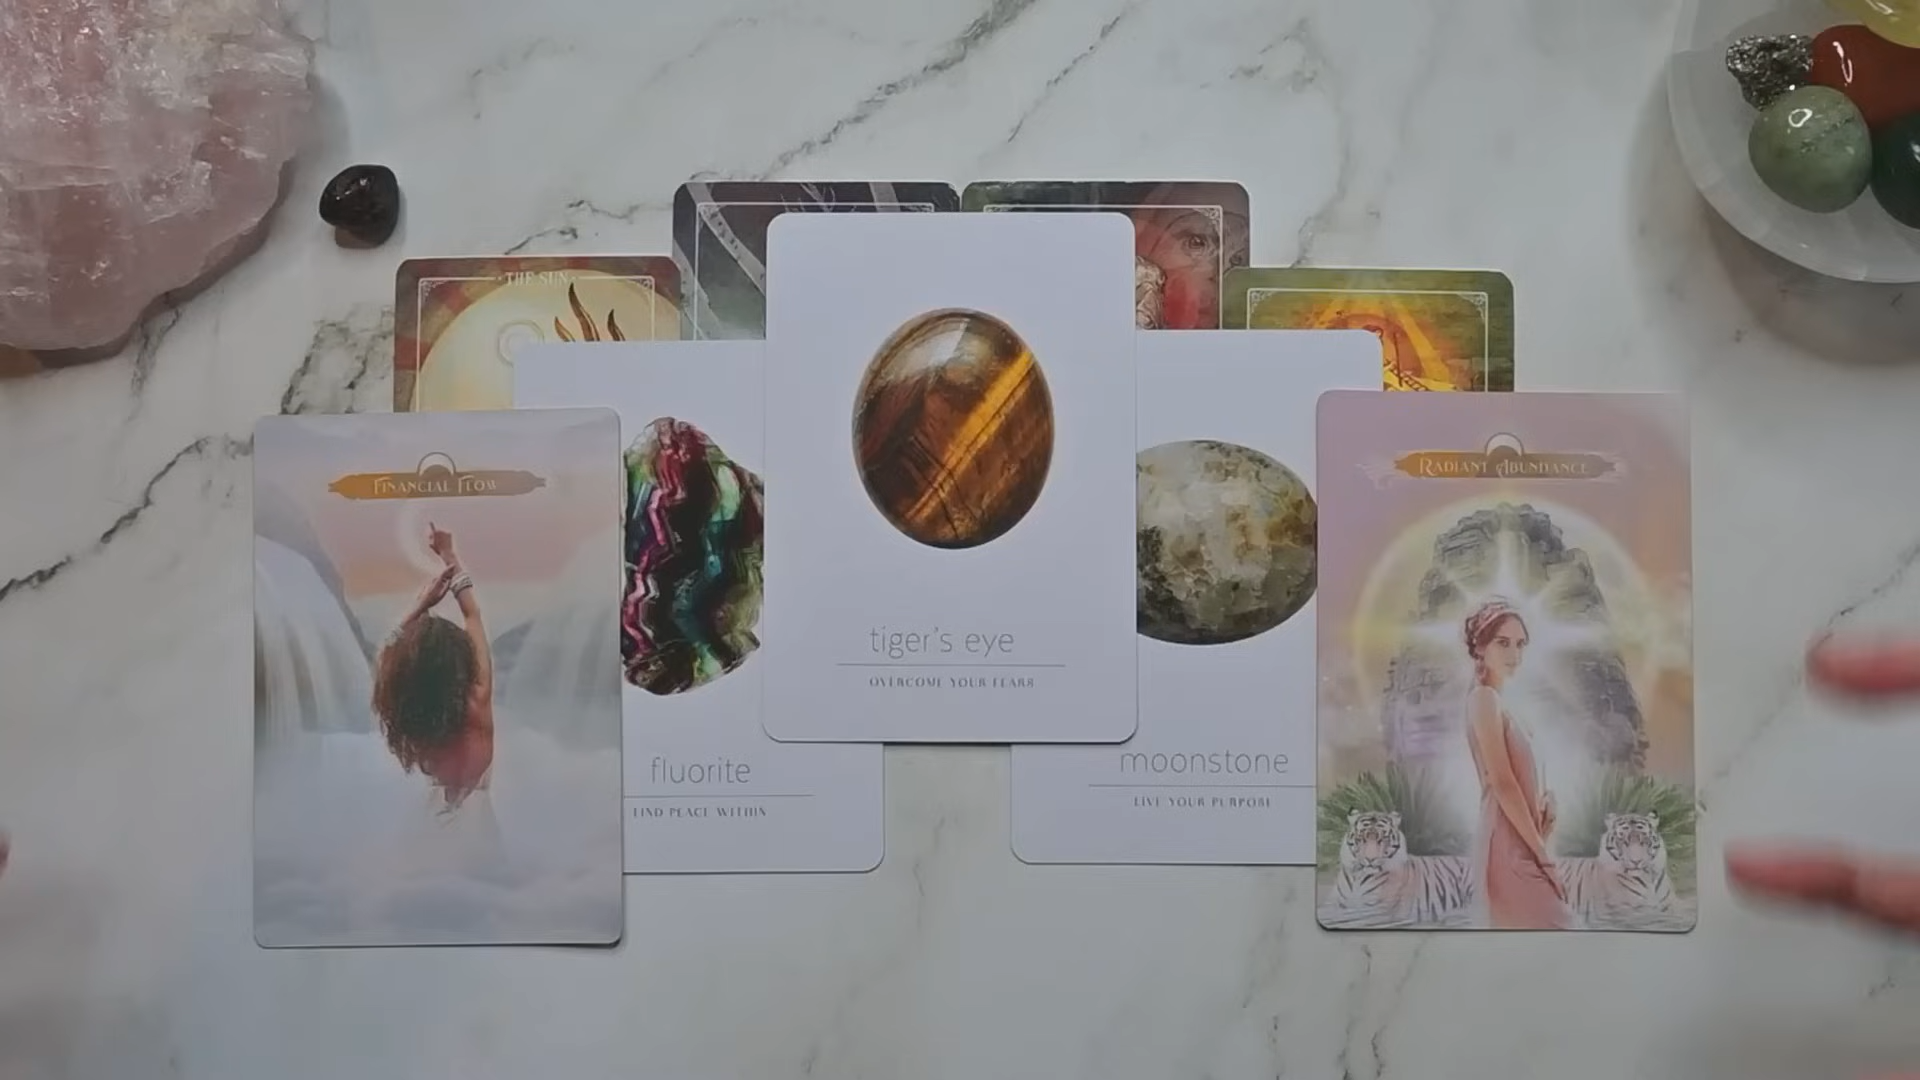 THE SUN
FINANCIAL FLOW
RADIANT ABUNDANCE
tiger's eye
OVERCOME YOUR FEARS
fluorite
FIND PEACE WITHIN
moonstone
LIVE YOUR PURPOSE